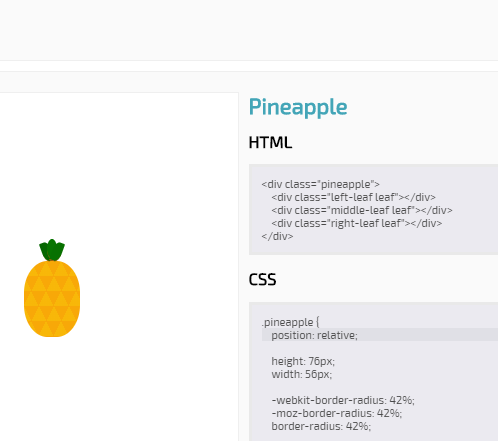 Pineapple
HTML
<div class="pineapple">
<div class="left-leaf leaf"></div>
<div class="middle-leaf leaf"></div>
<div class="right-leaf leaf"></div>
</div>
CSS
.pineapple {
position: relative;
height: 76px;
width: 56px;
-webkit-border-radius: 42%;
-moz-border-radius: 42%;
border-radius: 42%;